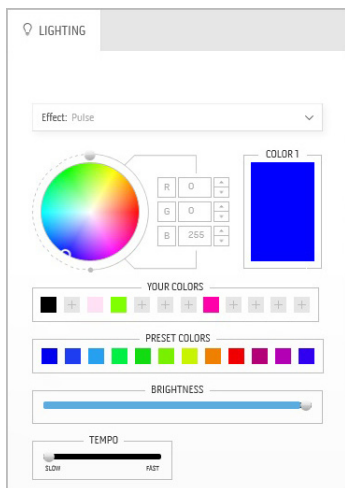 LIGHTING
Effect: Pulse
COLOR 1
R 0
G 0
B 255
YOUR COLORS
PRESET COLORS
BRIGHTNESS
TEMPO
SLOW FAST